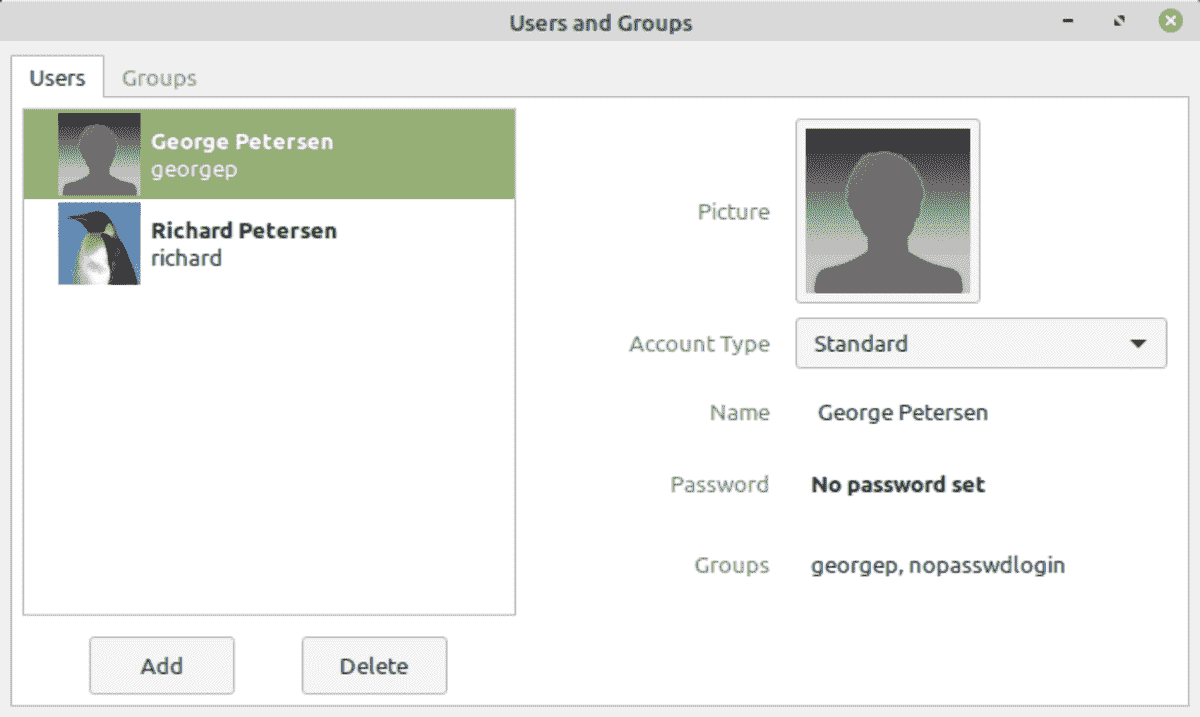 Users and Groups
Users Groups
George Petersen
georgep
Richard Petersen
richard
Picture
Account Type Standard
Name George Petersen
Password No password set
Groups georgep, nopasswdlogin
Add Delete